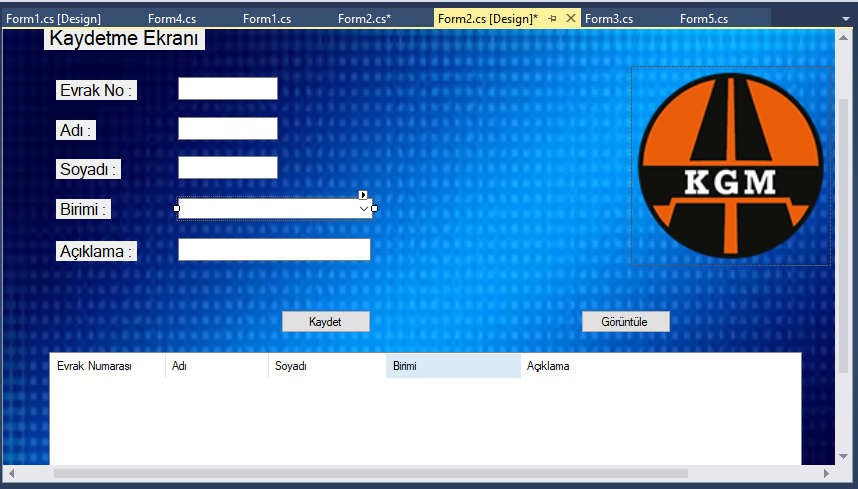 Form1.cs [Design] Form4.cs Form1.cs Form2.cs* Form2.cs [Design]* Form3.cs Form5.cs
Kaydetme Ekranı
Evrak No :
Adı :
Soyadı :
Birimi :
Açıklama :
KGM
Kaydet Görüntüle
Evrak Numarası Adı Soyadı Birimi Açıklama